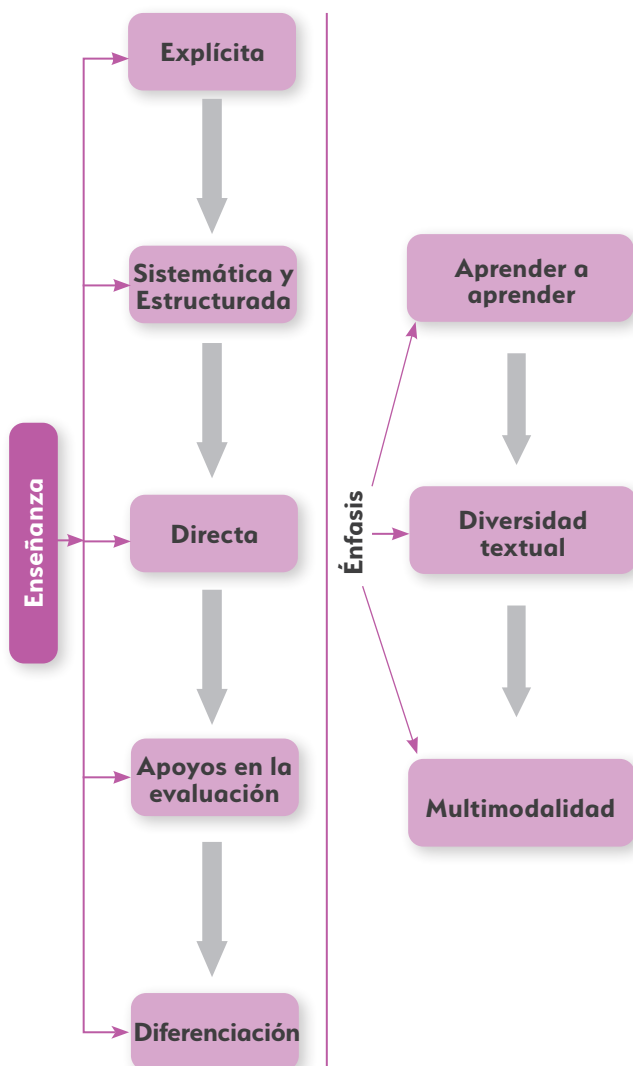 Enseñanza
Explícita
Sistemática y
Estructurada
Directa
Apoyos en la
evaluación
Diferenciación
Énfasis
Aprender a
aprender
Diversidad
textual
Multimodalidad